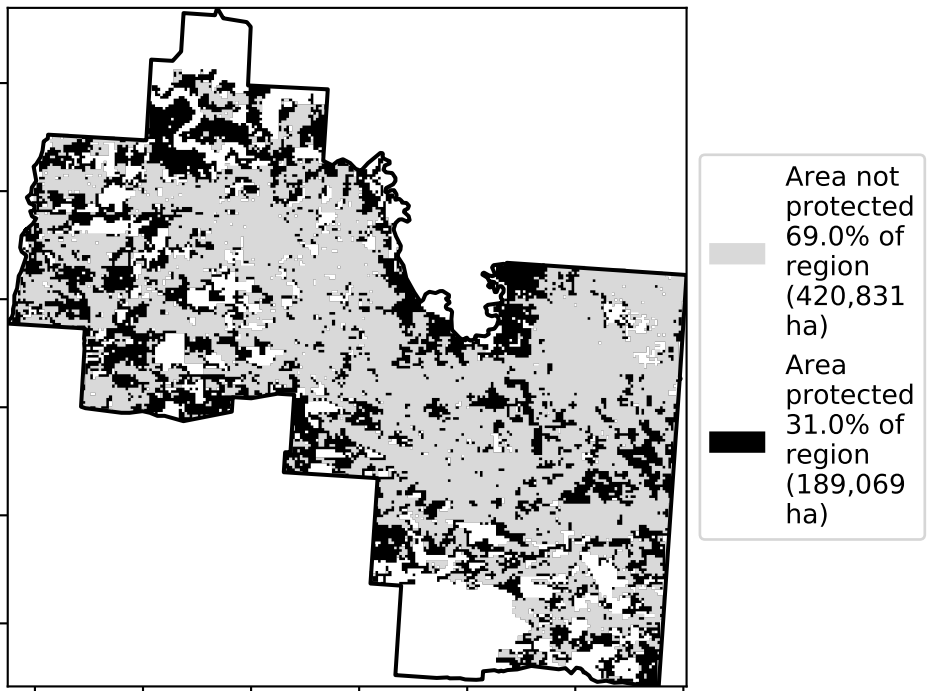 Area not
protected
69.0% of
region
(420,831
ha)
Area
protected
31.0% of
region
(189,069
ha)